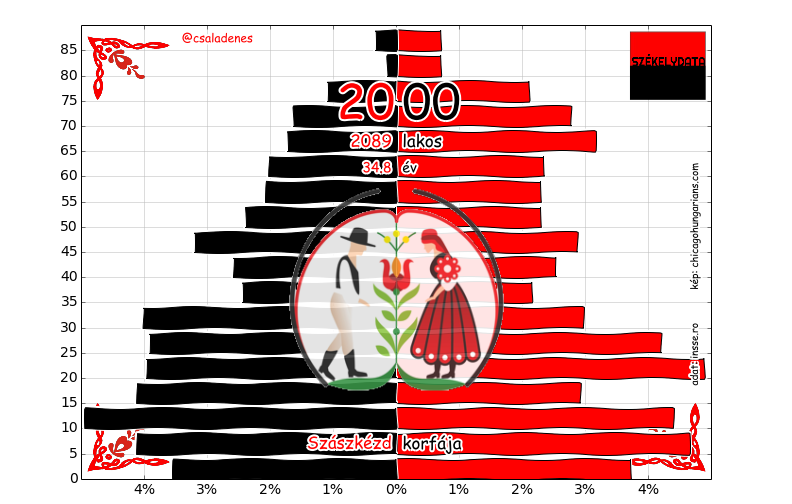 @csaladenes
SZÉKELYDATA
2000
2089 lakos
34.8 év
kép: chicagohungarians.com
adat: insse.ro
Szászkézd korfája
85
80
75
70
65
60
55
50
45
40
35
30
25
20
15
10
5
0
4% 3% 2% 1% 0% 1% 2% 3% 4%